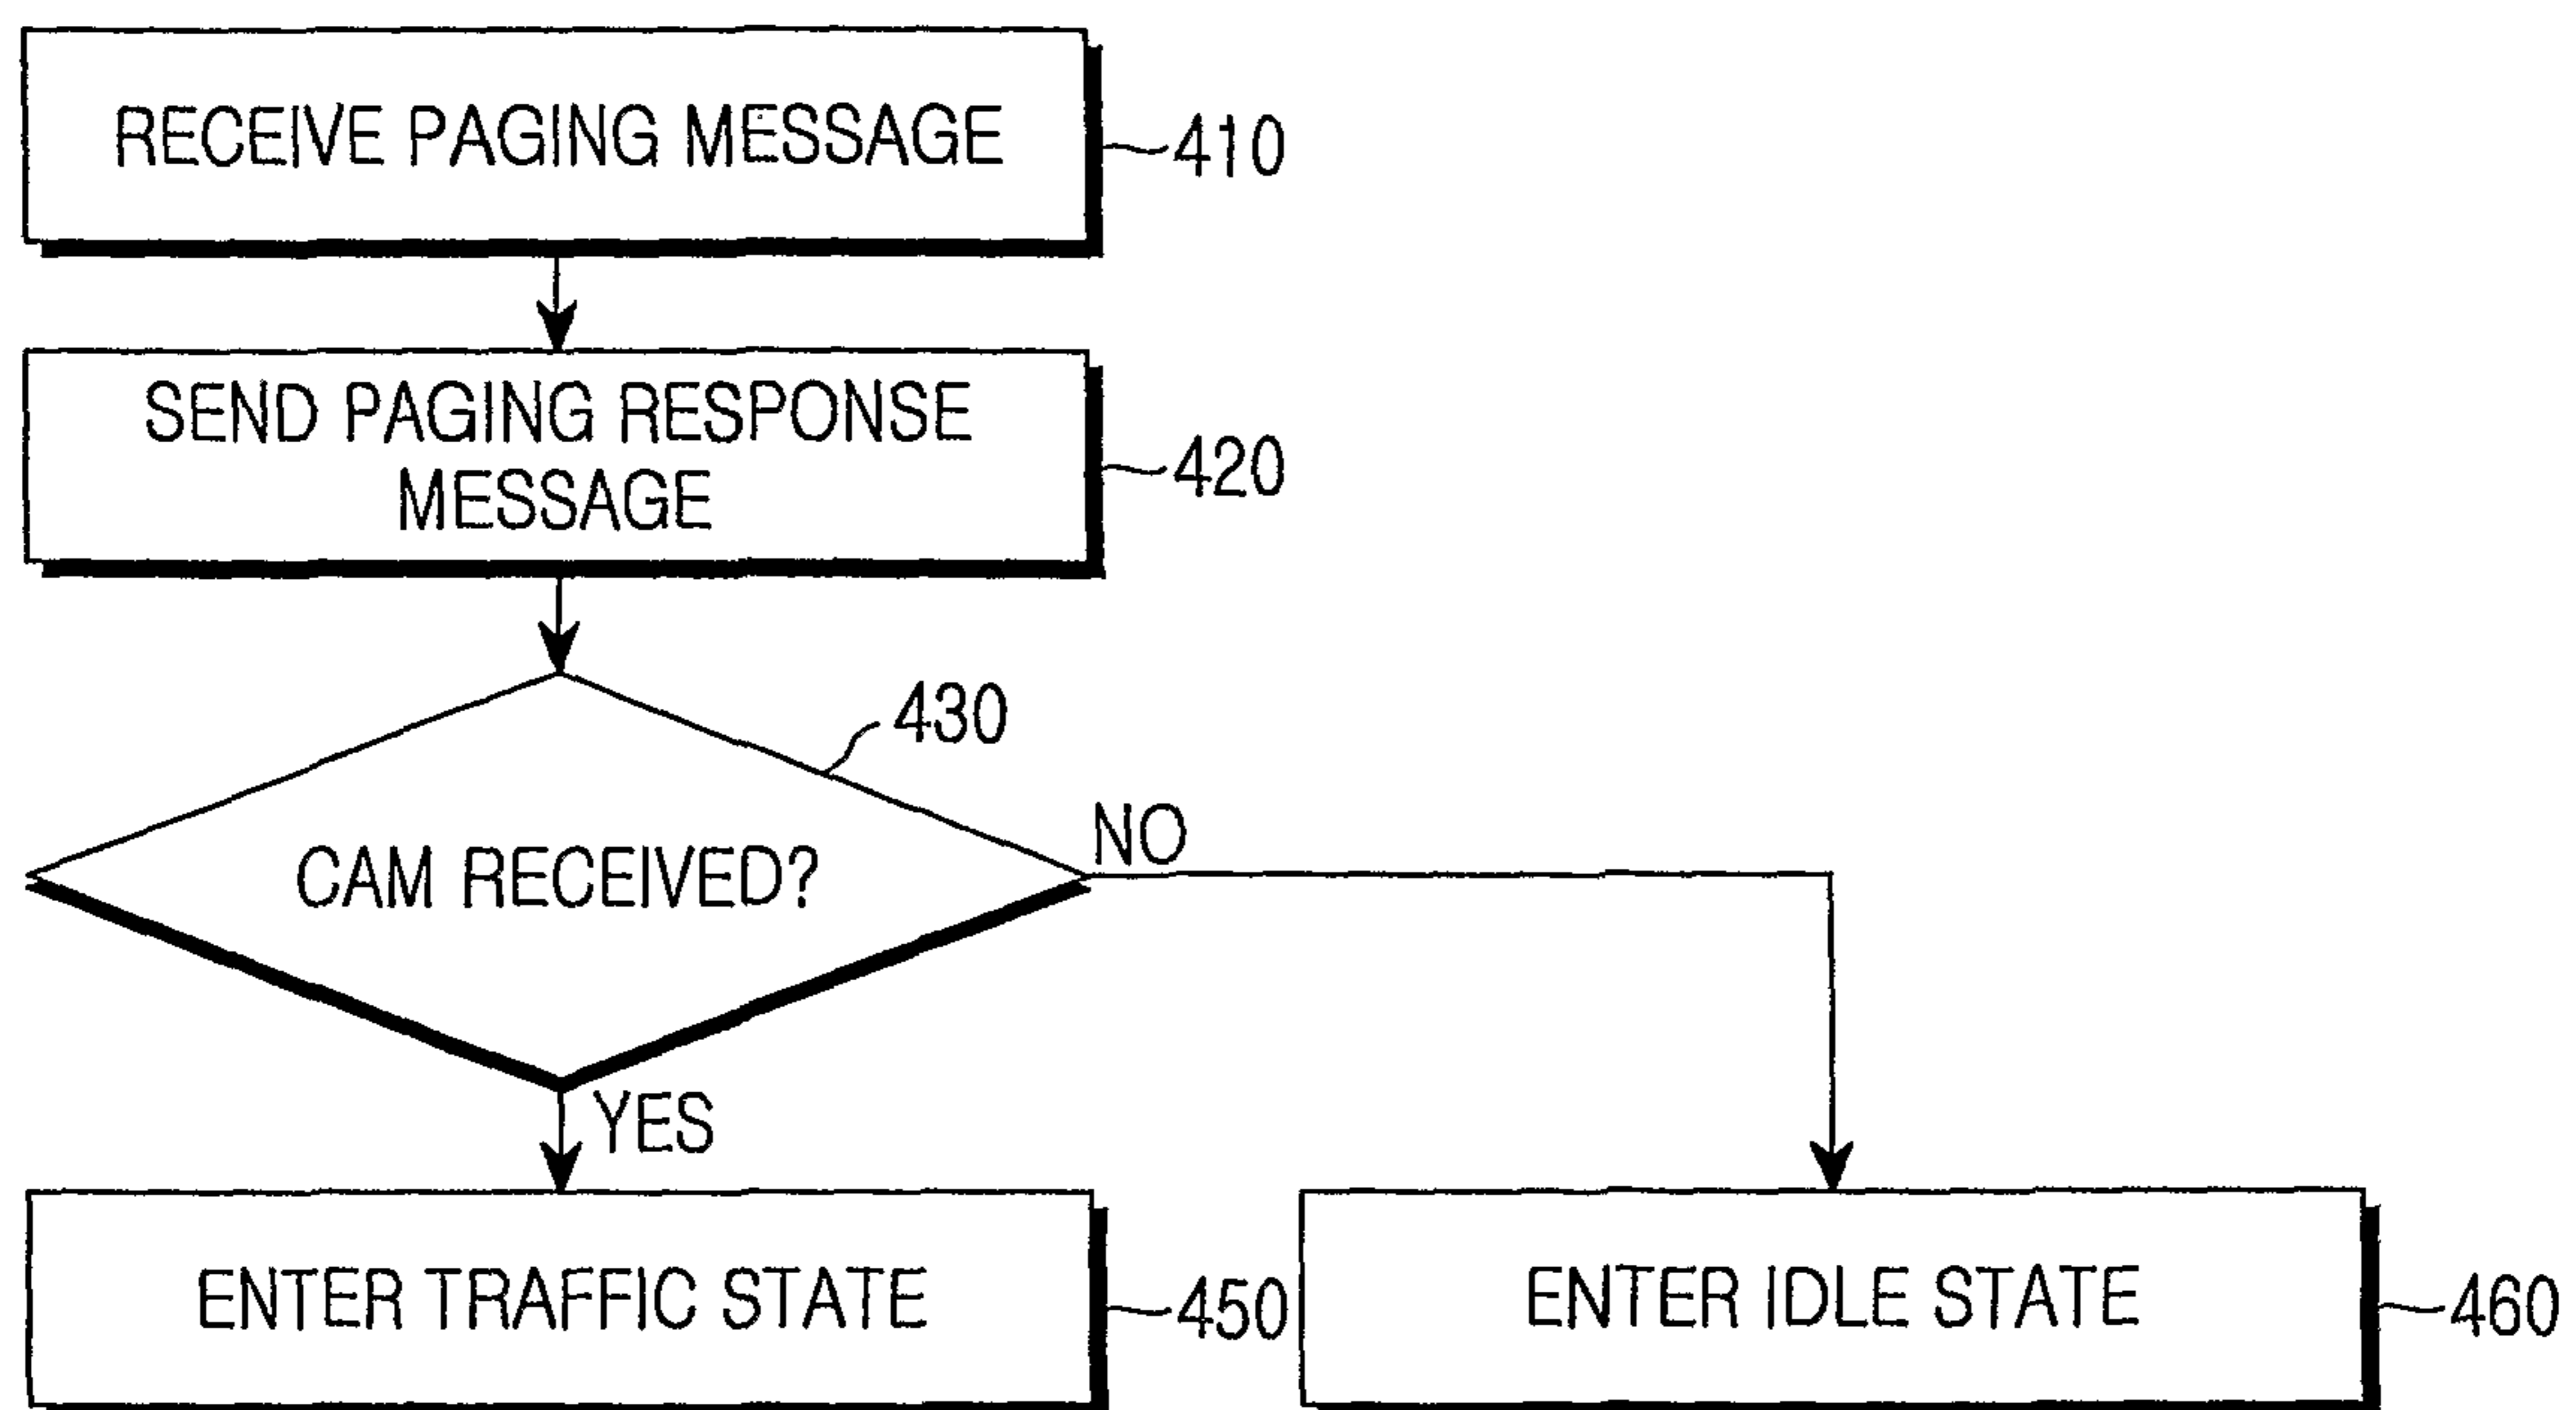 RECEIVE PAGING MESSAGE
410
SEND PAGING RESPONSE
MESSAGE
420
430
CAM RECEIVED?
NO
YES
ENTER TRAFFIC STATE
450
ENTER IDLE STATE
460